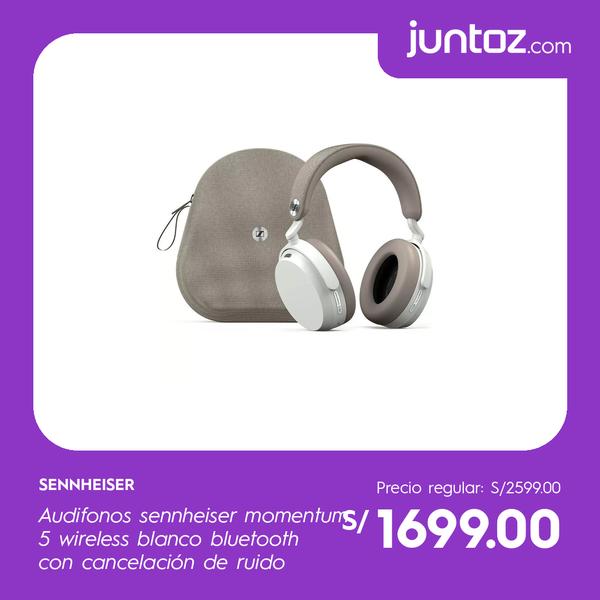 juntoz.com
SENNHEISER
Audifonos sennheiser momentum
5 wireless blanco bluetooth
con cancelación de ruido
Precio regular: S/2599.00
S/ 1699.00